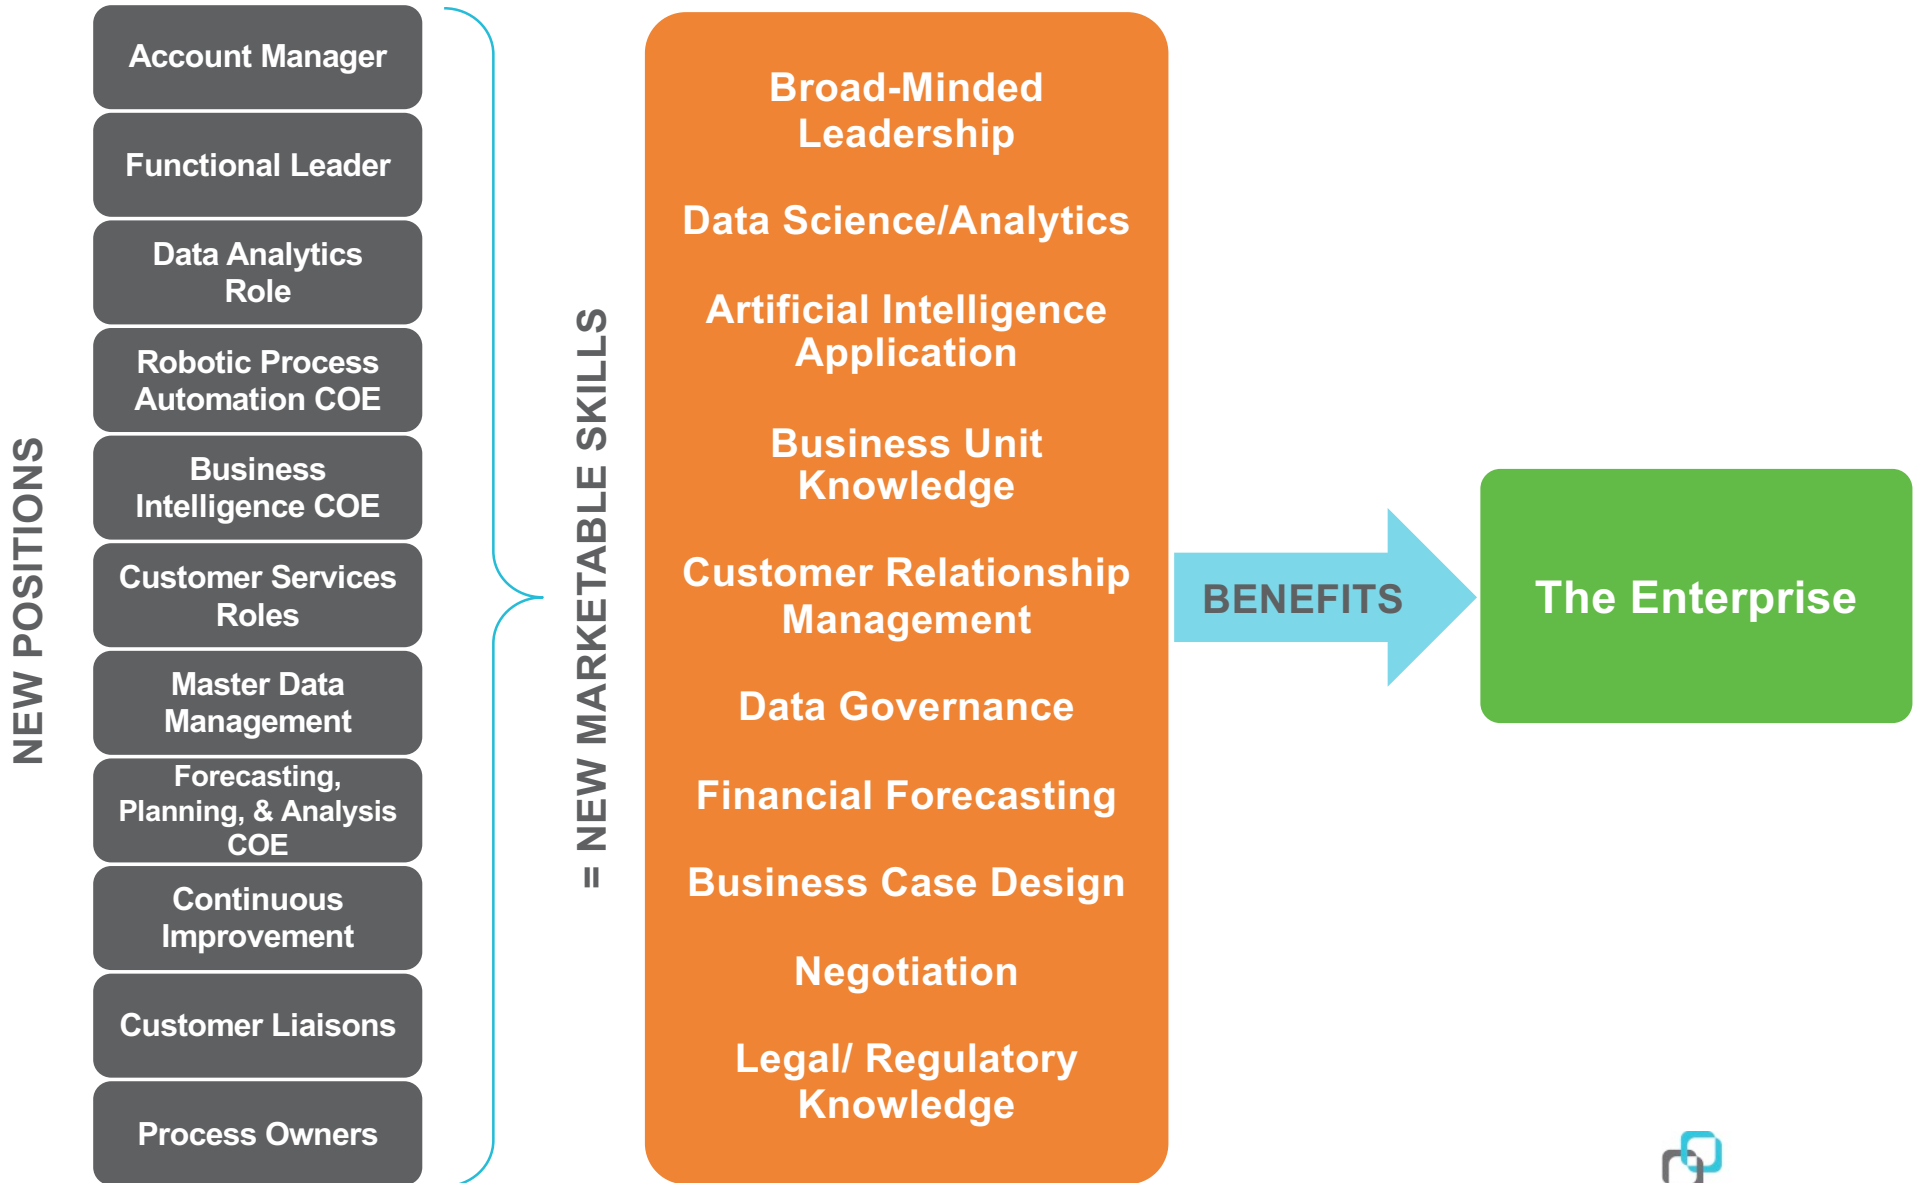 NEW POSITIONS
Account Manager
Functional Leader
Data Analytics
Role
Robotic Process
Automation COE
Business
Intelligence COE
Customer Services
Roles
Master Data
Management
Forecasting,
Planning, & Analysis
COE
Continuous
Improvement
Customer Liaisons
Process Owners
= NEW MARKETABLE SKILLS
Broad-Minded
Leadership
Data Science/Analytics
Artificial Intelligence
Application
Business Unit
Knowledge
Customer Relationship
Management
Data Governance
Financial Forecasting
Business Case Design
Negotiation
Legal/ Regulatory
Knowledge
BENEFITS
The Enterprise